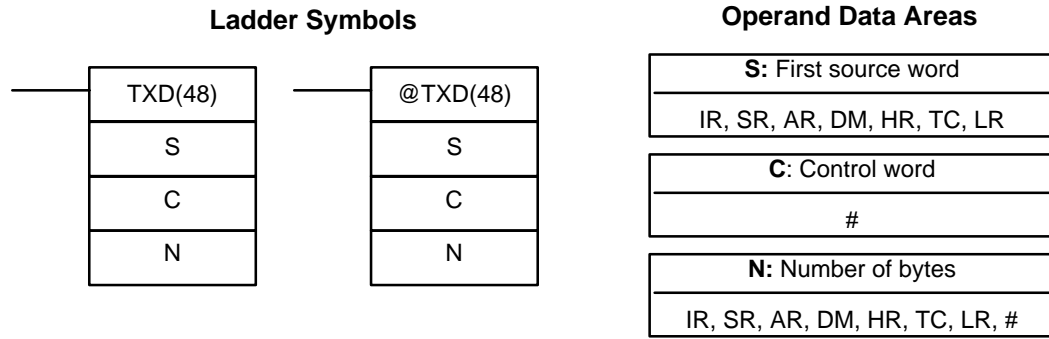 Ladder Symbols
TXD(48)
S
C
N
@TXD(48)
S
C
N
Operand Data Areas
S: First source word
IR, SR, AR, DM, HR, TC, LR
C: Control word
#
N: Number of bytes
IR, SR, AR, DM, HR, TC, LR, #